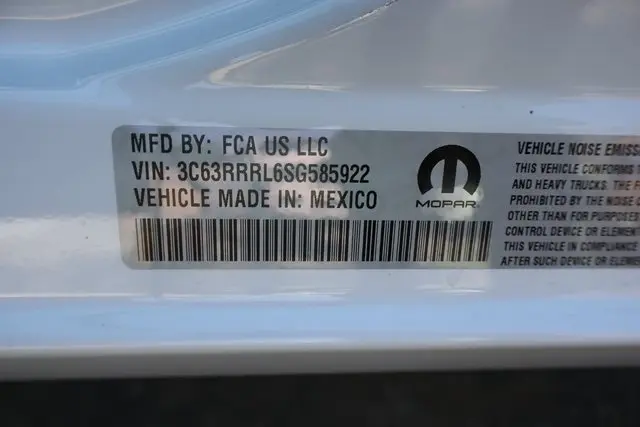 MFD BY: FCA US LLC
VIN: 3C63RRRL6SG585922
VEHICLE MADE IN: MEXICO
MOPAR
VEHICLE NOISE EMISS
THIS VEHICLE CONFORMS T
AND HEAVY TRUCKS. THE F
PROHIBITED BY THE NOISE
OTHER THAN FOR PURPOSES
CONTROL DEVICE OR ELEMEN
THIS VEHICLE IN COMPLIANCE
AFTER SUCH DEVICE OR ELEME